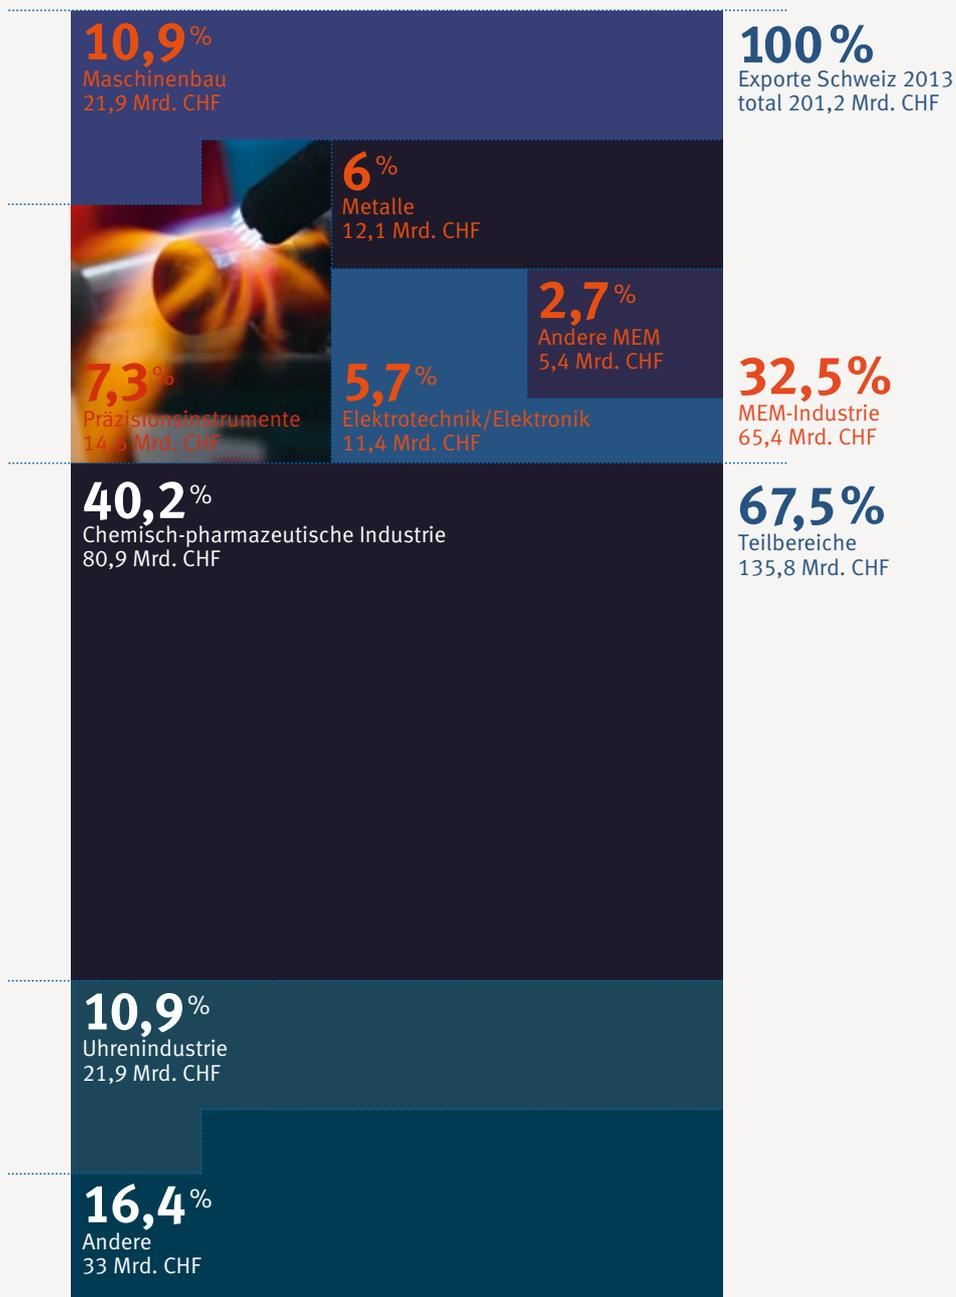 10,9 %
Maschinenbau
21,9 Mrd. CHF
100 %
Exporte Schweiz 2013
total 201,2 Mrd. CHF
6 %
Metalle
12,1 Mrd. CHF
2,7 %
Andere MEM
5,4 Mrd. CHF
7,3 %
Präzisionsinstrumente
14,6 Mrd. CHF
5,7 %
Elektrotechnik/Elektronik
11,4 Mrd. CHF
32,5 %
MEM-Industrie
65,4 Mrd. CHF
40,2 %
Chemisch-pharmazeutische Industrie
80,9 Mrd. CHF
67,5 %
Teilbereiche
135,8 Mrd. CHF
10,9 %
Uhrenindustrie
21,9 Mrd. CHF
16,4 %
Andere
33 Mrd. CHF